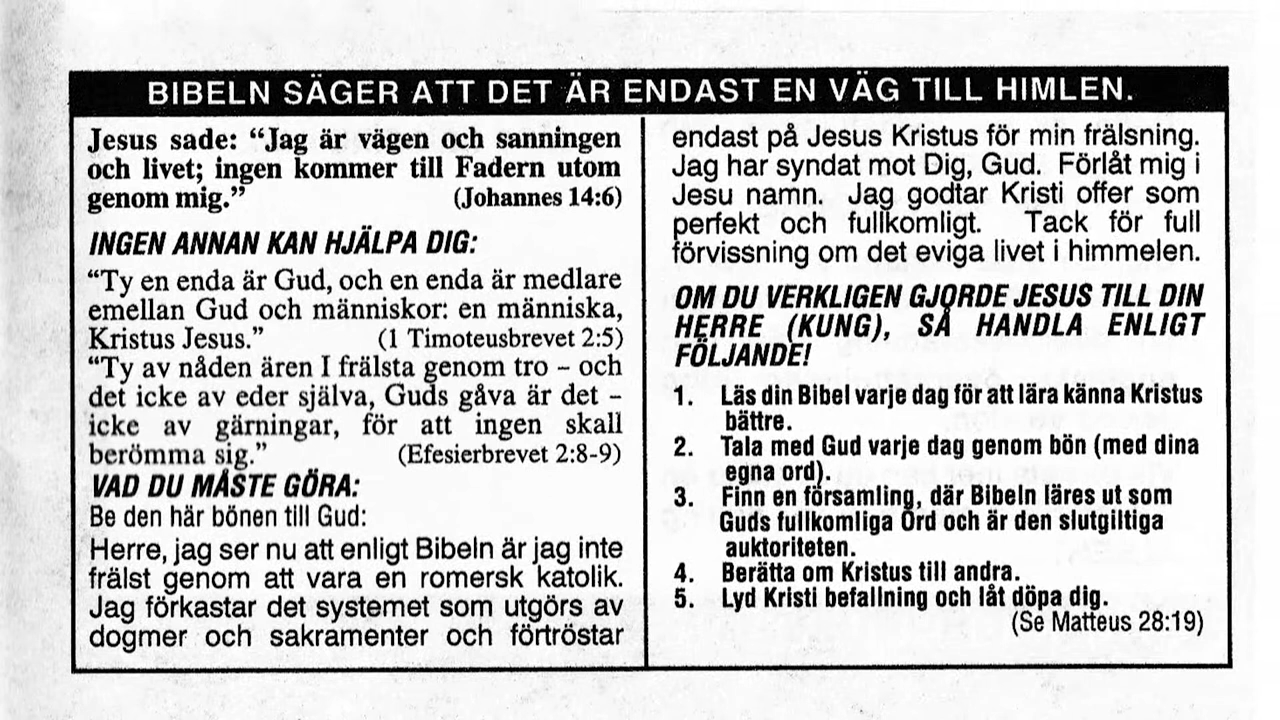 BIBELN SÄGER ATT DET ÄR ENDAST EN VÄG TILL HIMLEN.
Jesus sade: “Jag är vägen och sanningen
och livet; ingen kommer till Fadern utom
genom mig.” (Johannes 14:6)
INGEN ANNAN KAN HJÄLPA DIG:
“Ty en enda är Gud, och en enda är medlare
emellan Gud och människor: en människa,
Kristus Jesus.” (1 Timoteusbrevet 2:5)
“Ty av nåden ären I frälsta genom tro – och
det icke av eder själva, Guds gåva är det –
icke av gärningar, för att ingen skall
berömma sig.” (Efesierbrevet 2:8-9)
VAD DU MÅSTE GÖRA:
Be den här bönen till Gud:
Herre, jag ser nu att enligt Bibeln är jag inte
frälst genom att vara en romersk katolik.
Jag förkastar det systemet som utgörs av
dogmer och sakramenter och förtröstar
endast på Jesus Kristus för min frälsning.
Jag har syndat mot Dig, Gud. Förlåt mig i
Jesu namn. Jag godtar Kristi offer som
perfekt och fullkomligt. Tack för full
förvissning om det eviga livet i himmelen.
OM DU VERKLIGEN GJORDE JESUS TILL DIN
HERRE (KUNG), SÅ HANDLA ENLIGT
FÖLJANDE!
1. Läs din Bibel varje dag för att lära känna Kristus
bättre.
2. Tala med Gud varje dag genom bön (med dina
egna ord).
3. Finn en församling, där Bibeln läres ut som
Guds fullkomliga Ord och är den slutgiltiga
auktoriteten.
4. Berätta om Kristus till andra.
5. Lyd Kristi befallning och låt döpa dig.
(Se Matteus 28:19)